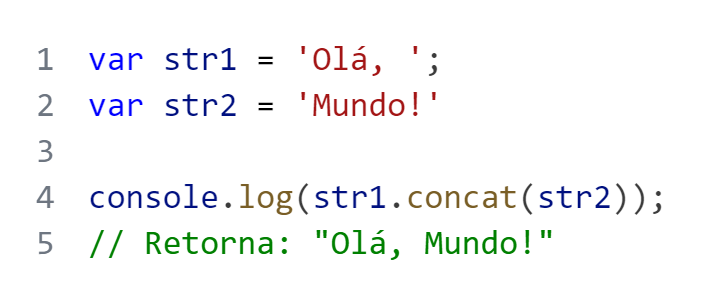 1 var str1 = 'Olá, ';
2 var str2 = 'Mundo!'
3
4 console.log(str1.concat(str2));
5 // Retorna: "Olá, Mundo!"